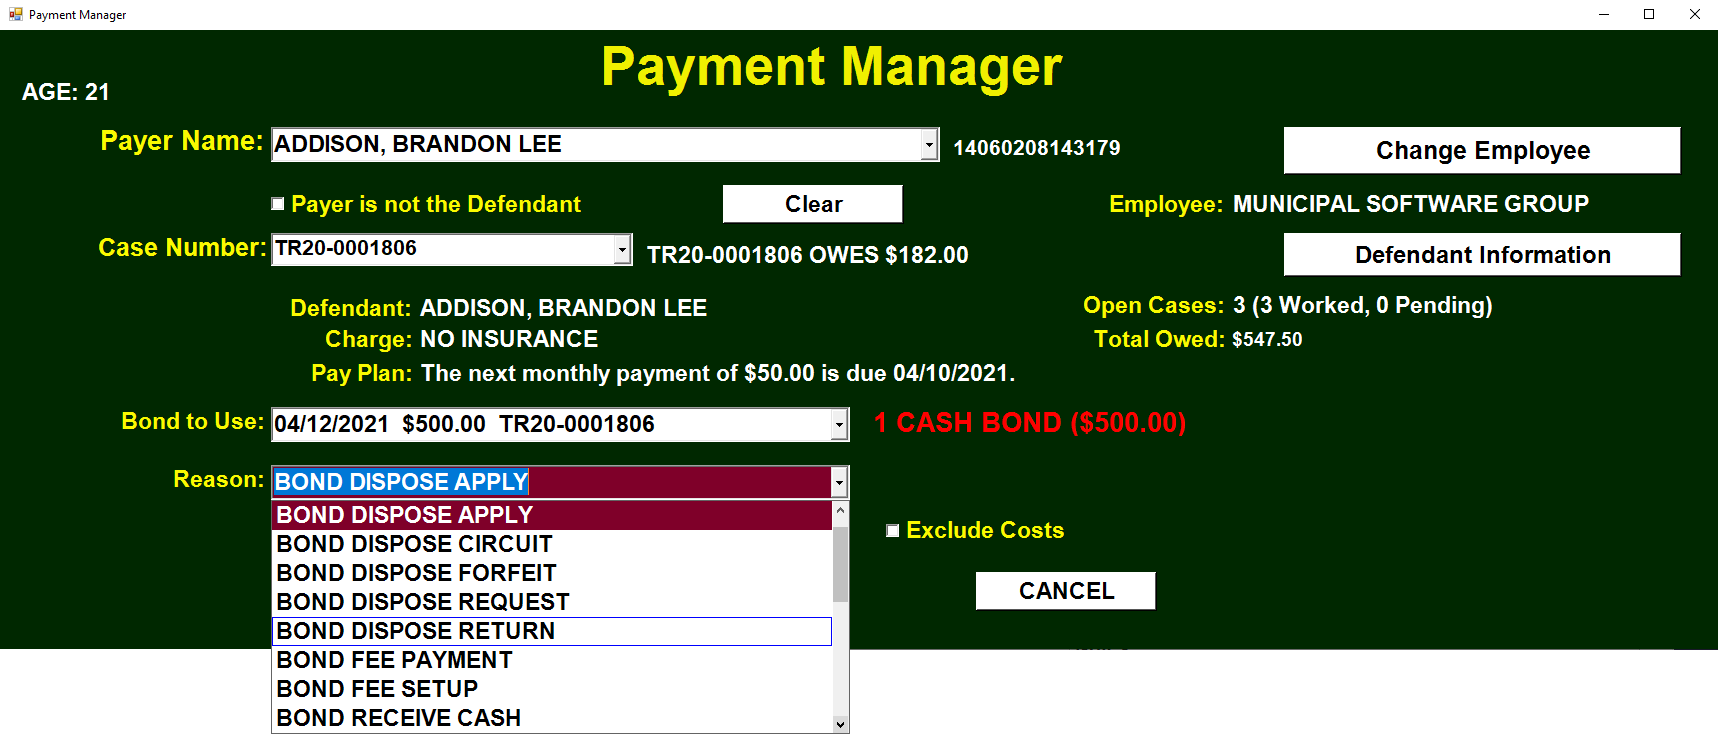 Payment Manager
Payment Manager
AGE: 21
Payer Name: ADDISON, BRANDON LEE 14060208143179 Change Employee
Payer is not the Defendant Clear Employee: MUNICIPAL SOFTWARE GROUP
Case Number: TR20-0001806 TR20-0001806 OWES $182.00 Defendant Information
Defendant: ADDISON, BRANDON LEE Open Cases: 3 (3 Worked, 0 Pending)
Charge: NO INSURANCE Total Owed: $547.50
Pay Plan: The next monthly payment of $50.00 is due 04/10/2021.
Bond to Use: 04/12/2021 $500.00 TR20-0001806 1 CASH BOND ($500.00)
Reason: BOND DISPOSE APPLY
BOND DISPOSE APPLY
Exclude Costs
BOND DISPOSE CIRCUIT
BOND DISPOSE FORFEIT
CANCEL
BOND DISPOSE REQUEST
BOND DISPOSE RETURN
BOND FEE PAYMENT
BOND FEE SETUP
BOND RECEIVE CASH